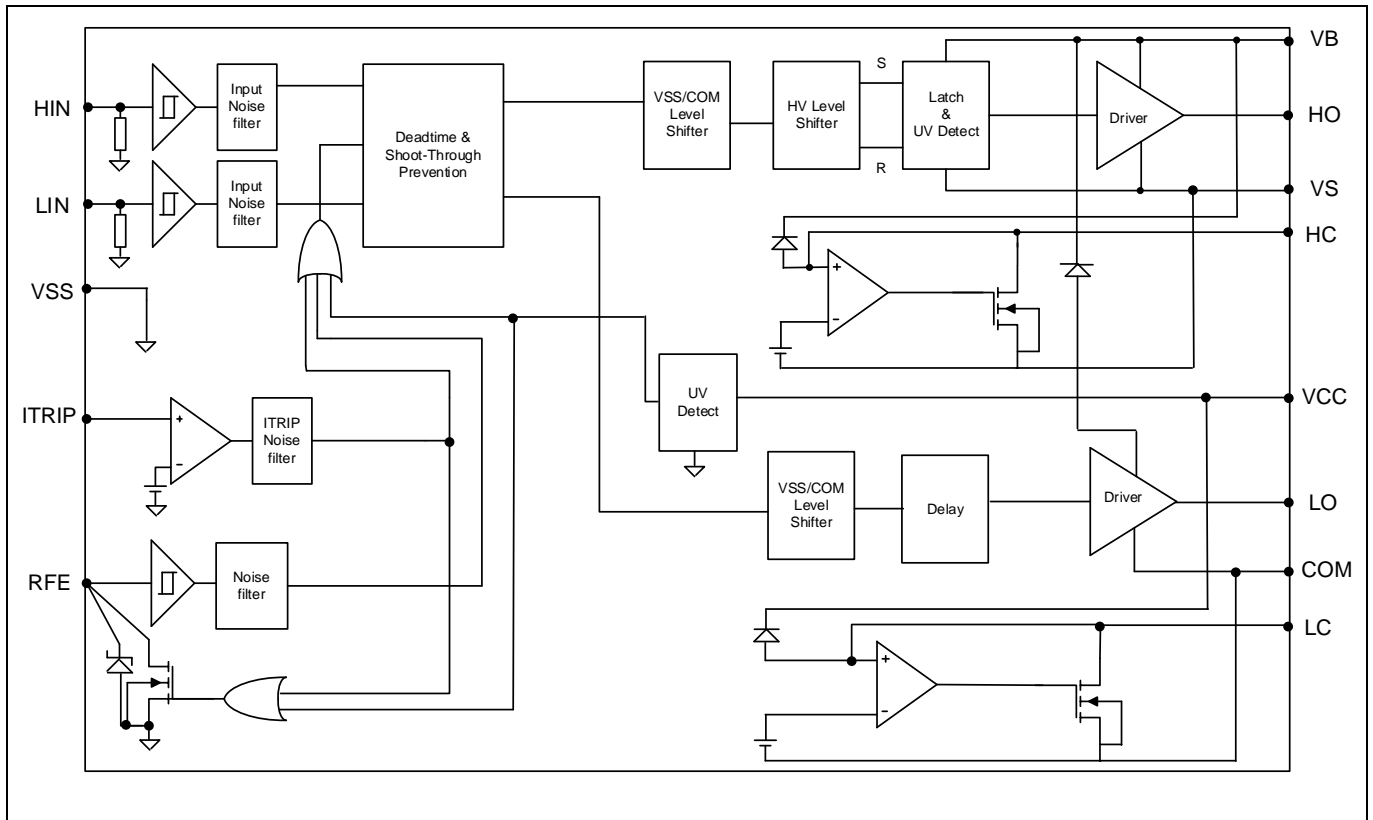 VB
HIN
Input
Noise
filter
Deadtime &
Shoot-Through
Prevention
VSS/COM
Level
Shifter
HV Level
Shifter
S
R
Latch
&
UV Detect
Driver
HO
LIN
Input
Noise
filter
VS
HC
VSS
+
-
UV
Detect
VCC
ITRIP
+
-
ITRIP
Noise
filter
VSS/COM
Level
Shifter
Delay
Driver
LO
RFE
Noise
filter
COM
LC
+
-